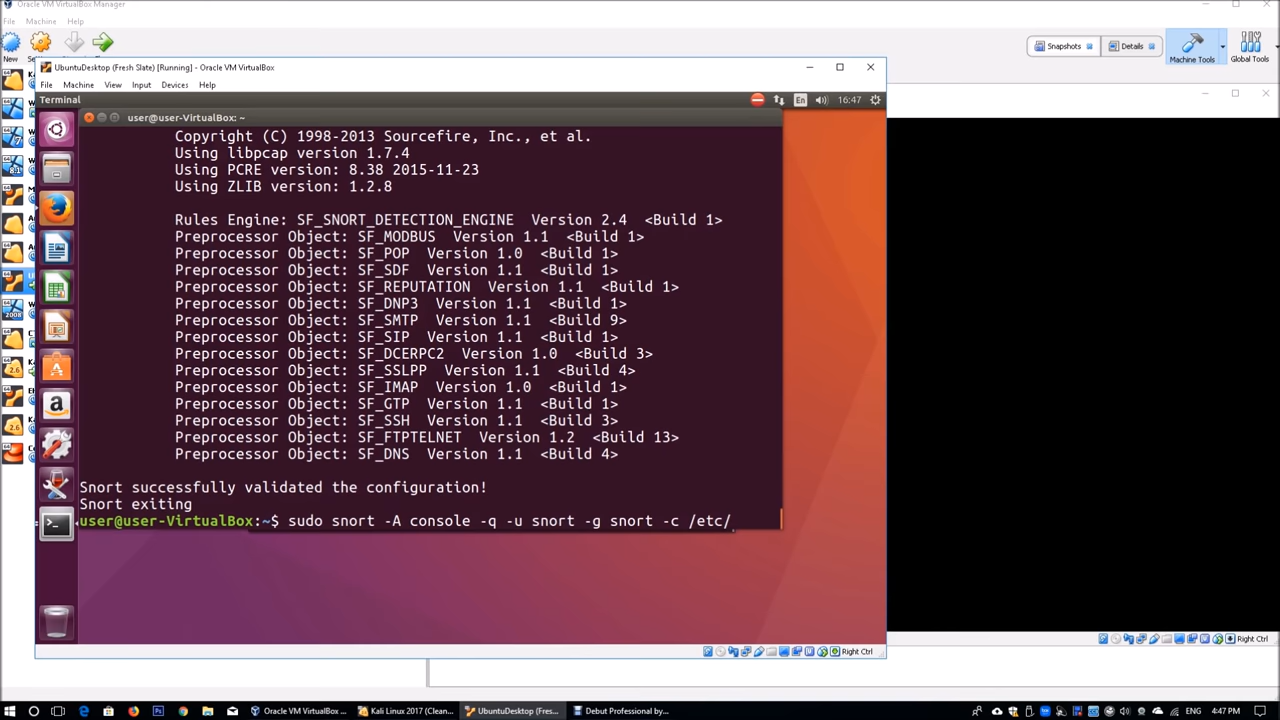 Oracle VM VirtualBox Manager
File Machine Help
New
Snapshots
Details
Machine Tools
Global Tools
UbuntuDesktop (Fresh Slate) [Running] - Oracle VM VirtualBox
File Machine View Input Devices Help
Terminal
En
16:47
user@user-VirtualBox: ~
Copyright (C) 1998-2013 Sourcefire, Inc., et al.
Using libpcap version 1.7.4
Using PCRE version: 8.38 2015-11-23
Using ZLIB version: 1.2.8
Rules Engine: SF_SNORT_DETECTION_ENGINE Version 2.4 <Build 1>
Preprocessor Object: SF_MODBUS Version 1.1 <Build 1>
Preprocessor Object: SF_POP Version 1.0 <Build 1>
Preprocessor Object: SF_SDF Version 1.1 <Build 1>
Preprocessor Object: SF_REPUTATION Version 1.1 <Build 1>
Preprocessor Object: SF_DNP3 Version 1.1 <Build 1>
Preprocessor Object: SF_SMTP Version 1.1 <Build 9>
Preprocessor Object: SF_SIP Version 1.1 <Build 1>
Preprocessor Object: SF_DCERPC2 Version 1.0 <Build 3>
Preprocessor Object: SF_SSLPP Version 1.1 <Build 4>
Preprocessor Object: SF_IMAP Version 1.0 <Build 1>
Preprocessor Object: SF_GTP Version 1.1 <Build 1>
Preprocessor Object: SF_SSH Version 1.1 <Build 3>
Preprocessor Object: SF_FTPTELNET Version 1.2 <Build 13>
Preprocessor Object: SF_DNS Version 1.1 <Build 4>
Snort successfully validated the configuration!
Snort exiting
user@user-VirtualBox:~$ sudo snort -A console -q -u snort -g snort -c /etc/
Right Ctrl
Right Ctrl
Oracle VM VirtualBox ...
Kali Linux 2017 (Clean...
UbuntuDesktop (Fres...
Debut Professional by...
ENG
4:47 PM